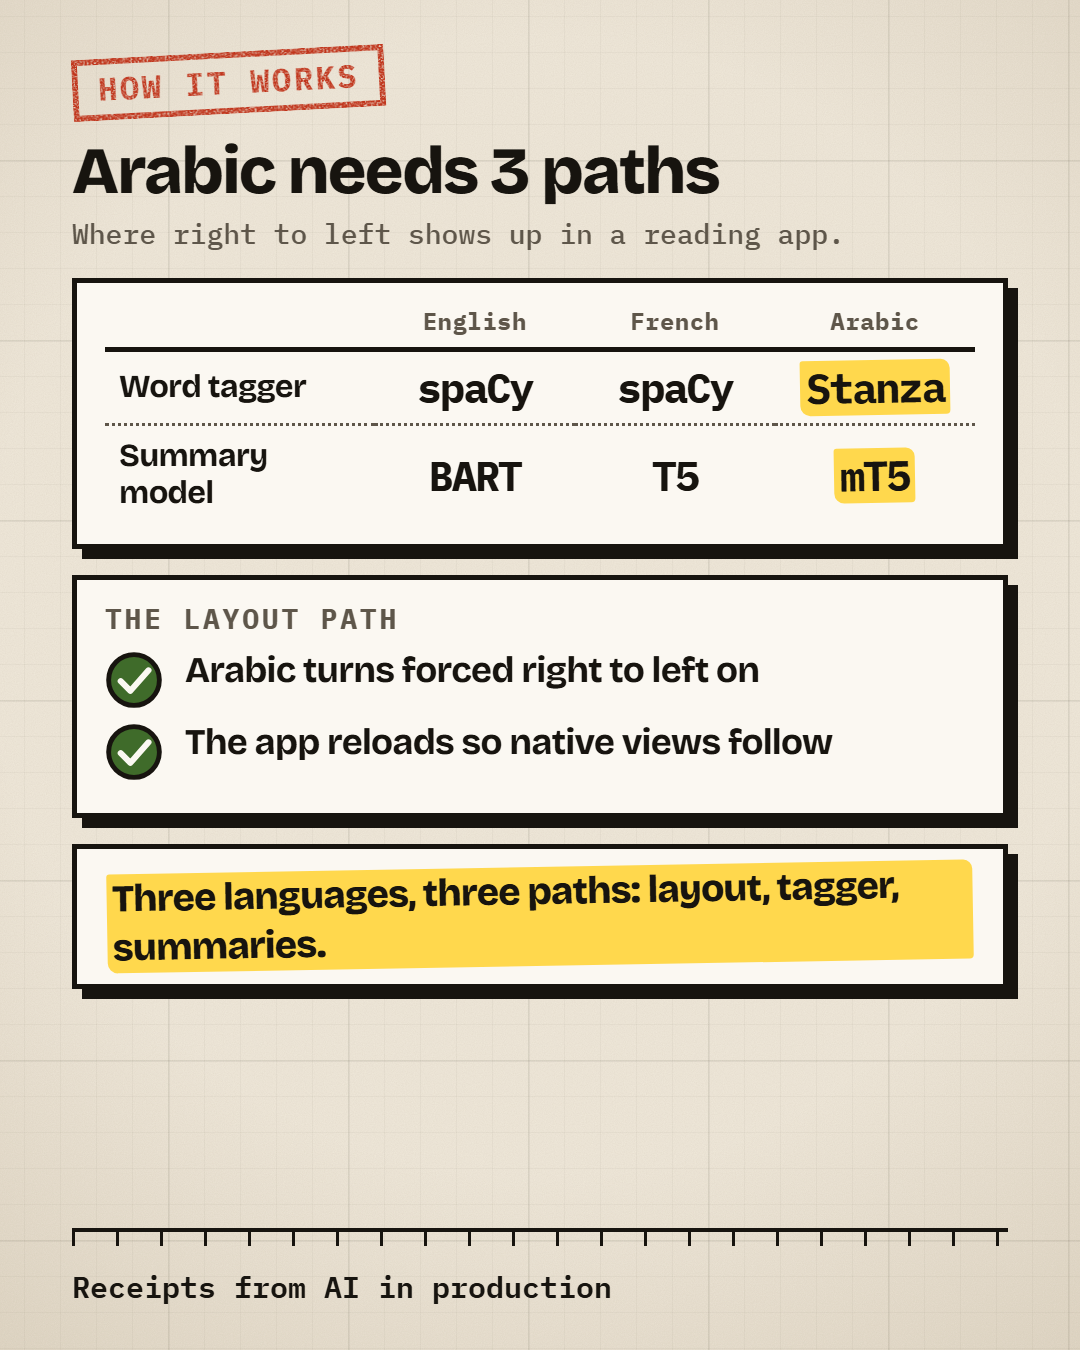 HOW IT WORKS
Arabic needs 3 paths
Where right to left shows up in a reading app.
English French Arabic
Word tagger spaCy spaCy Stanza
Summary
model BART T5 mT5
THE LAYOUT PATH
Arabic turns forced right to left on
The app reloads so native views follow
Three languages, three paths: layout, tagger,
summaries.
Receipts from AI in production